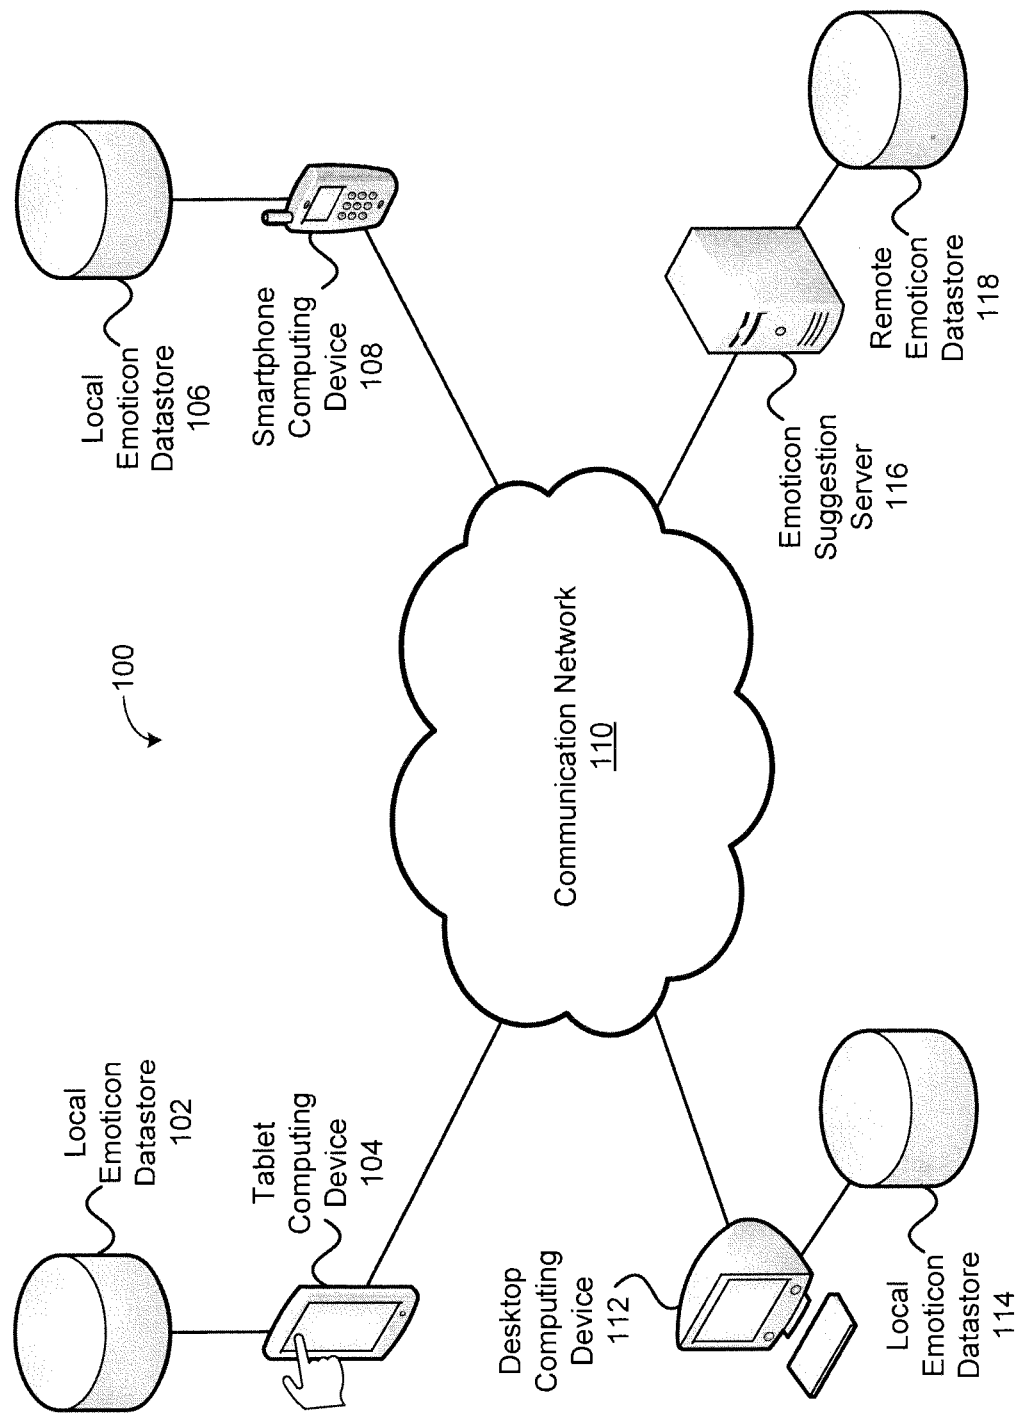 100
Local
Emoticon
Datastore
102
Tablet
Computing
Device
104
Local
Emoticon
Datastore
106
Smartphone
Computing
Device
108
Communication Network
110
Desktop
Computing
Device
112
Local
Emoticon
Datastore
114
Emoticon
Suggestion
Server
116
Remote
Emoticon
Datastore
118